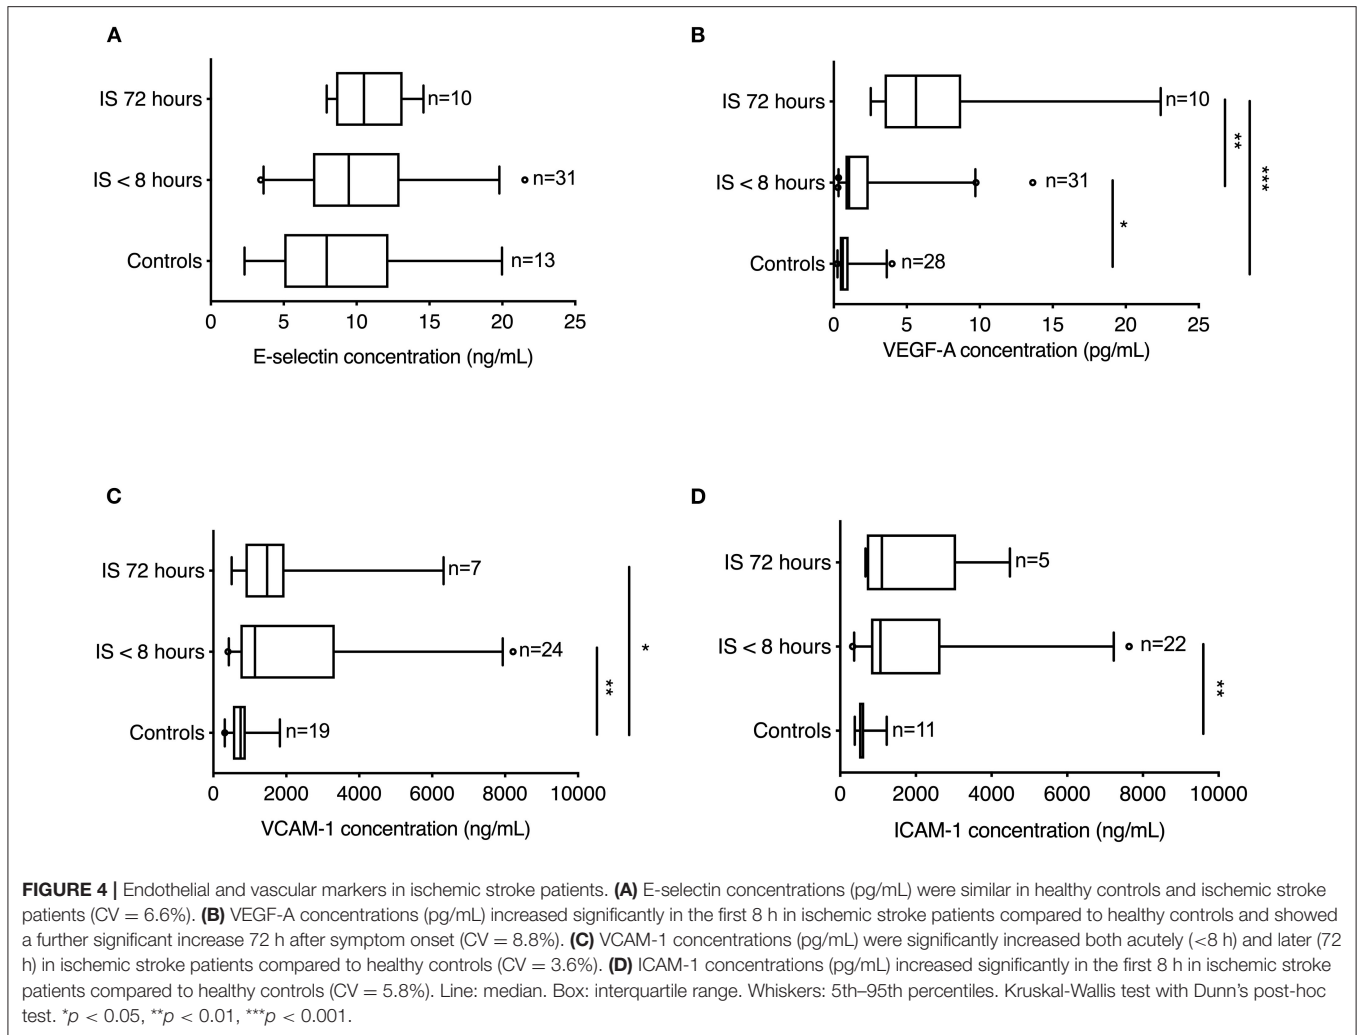 A
IS 72 hours
n=10
IS < 8 hours
n=31
Controls
n=13
0 5 10 15 20 25
E-selectin concentration (ng/mL)
B
IS 72 hours
n=10
**
IS < 8 hours
n=31
***
*
Controls
n=28
0 5 10 15 20 25
VEGF-A concentration (pg/mL)
C
IS 72 hours
n=7
IS < 8 hours
n=24
*
**
Controls
n=19
0 2000 4000 6000 8000 10000
VCAM-1 concentration (ng/mL)
D
IS 72 hours
n=5
IS < 8 hours
n=22
**
Controls
n=11
0 2000 4000 6000 8000 10000
ICAM-1 concentration (ng/mL)
FIGURE 4 | Endothelial and vascular markers in ischemic stroke patients. (A) E-selectin concentrations (pg/mL) were similar in healthy controls and ischemic stroke
patients (CV = 6.6%). (B) VEGF-A concentrations (pg/mL) increased significantly in the first 8 h in ischemic stroke patients compared to healthy controls and showed
a further significant increase 72 h after symptom onset (CV = 8.8%). (C) VCAM-1 concentrations (pg/mL) were significantly increased both acutely (<8 h) and later (72
h) in ischemic stroke patients compared to healthy controls (CV = 3.6%). (D) ICAM-1 concentrations (pg/mL) increased significantly in the first 8 h in ischemic stroke
patients compared to healthy controls (CV = 5.8%). Line: median. Box: interquartile range. Whiskers: 5th–95th percentiles. Kruskal-Wallis test with Dunn's post-hoc
test. *p < 0.05, **p < 0.01, ***p < 0.001.